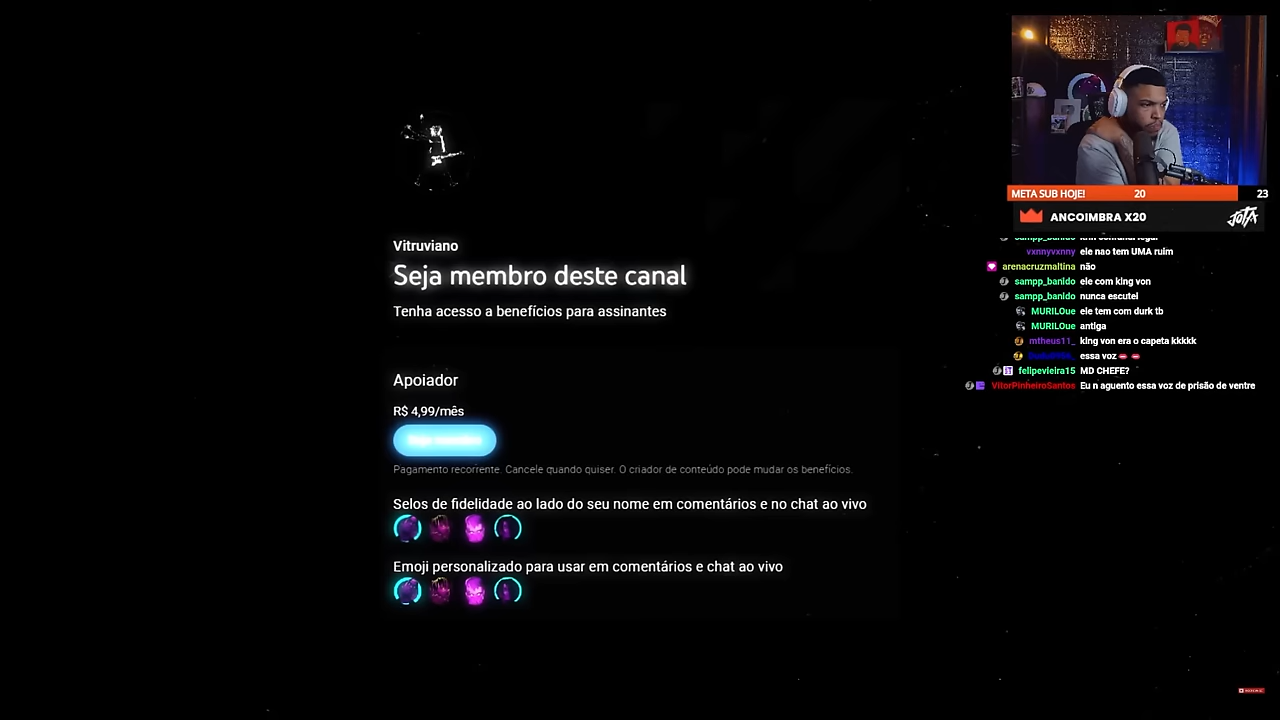 Vitruviano
Seja membro deste canal
Tenha acesso a benefícios para assinantes
Apoiador
R$ 4,99/mês
Pagamento recorrente. Cancele quando quiser. O criador de conteúdo pode mudar os benefícios.
Selos de fidelidade ao lado do seu nome em comentários e no chat ao vivo
Emoji personalizado para usar em comentários e chat ao vivo
META SUB HOJE! 20 23
ANCOIMBRA X20 JOTA
vxnnyvxnny ele nao tem UMA ruim
arenacruzmaltina não
sampp_banido ele com king von
sampp_banido nunca escutei
MURILOue ele tem com durk tb
MURILOue antiga
mtheus11_ king von era o capeta kkkkk
essa voz
felipevieira15 MD CHEFE?
VitorPinheiroSantos Eu n aguento essa voz de prisão de ventre